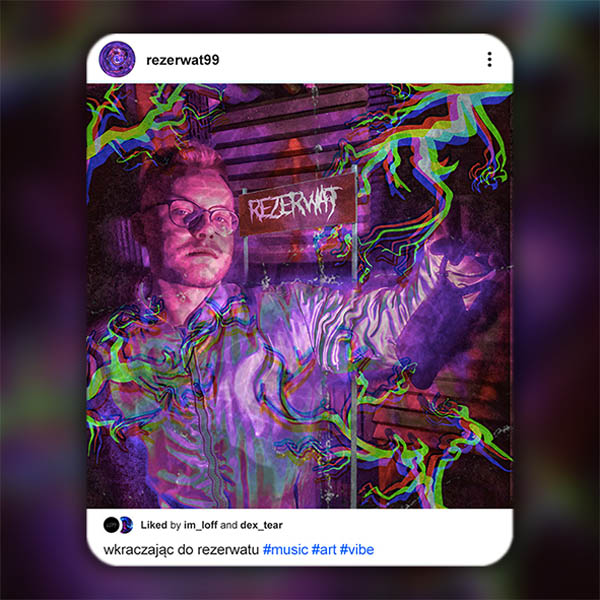 rezerwat99
REZERWAT
Liked by im_loff and dex_tear
wkraczając do rezerwatu #music #art #vibe